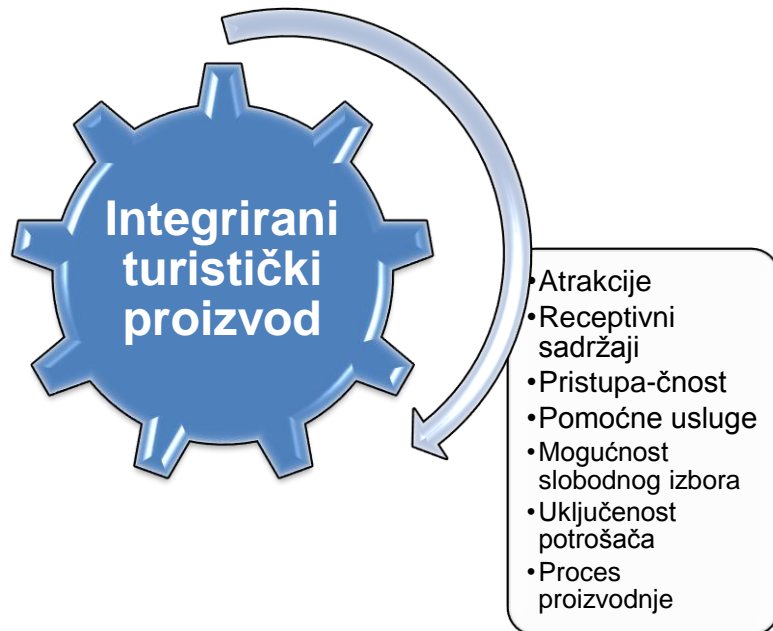 Integrirani
turistički
proizvod
•Atrakcije
•Receptivni
sadržaji
•Pristupa-čnost
•Pomoćne usluge
•Mogućnost
slobodnog izbora
•Uključenost
potrošača
•Proces
proizvodnje